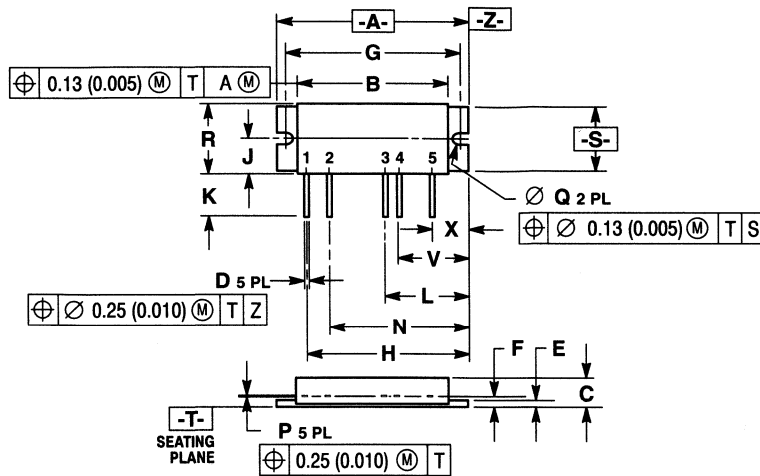 -A-
-Z-
G
⌖ 0.13 (0.005) Ⓜ T A Ⓜ
B
R
J
-S-
1 2 3 4 5
K
∅ Q 2 PL
X
⌖ ∅ 0.13 (0.005) Ⓜ T S
V
D 5 PL
L
⌖ ∅ 0.25 (0.010) Ⓜ T Z
N
F E
H
C
-T-
SEATING
PLANE
P 5 PL
⌖ 0.25 (0.010) Ⓜ T